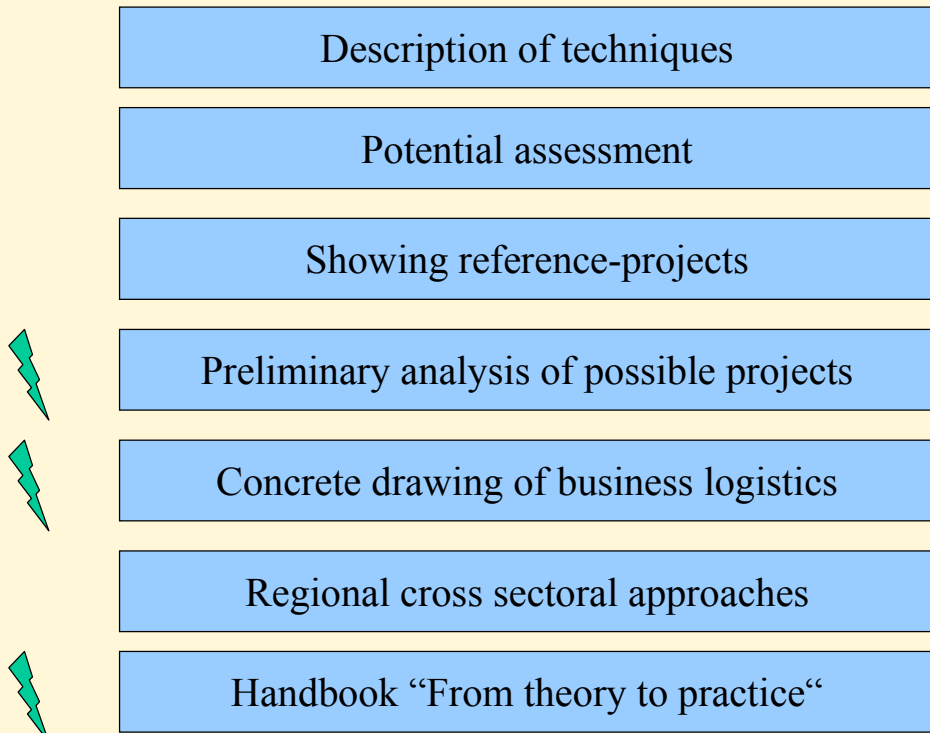 Description of techniques
Potential assessment
Showing reference-projects
Preliminary analysis of possible projects
Concrete drawing of business logistics
Regional cross sectoral approaches
Handbook “From theory to practice“